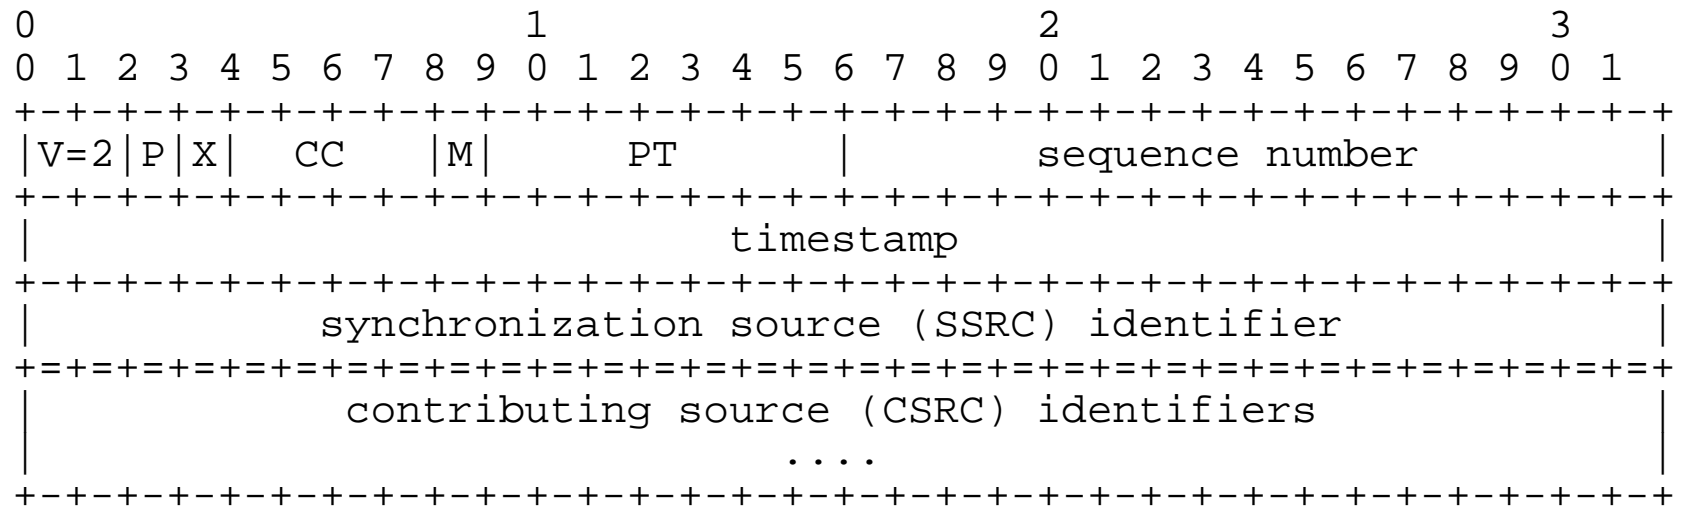 0                   1                   2                   3
0 1 2 3 4 5 6 7 8 9 0 1 2 3 4 5 6 7 8 9 0 1 2 3 4 5 6 7 8 9 0 1
+-+-+-+-+-+-+-+-+-+-+-+-+-+-+-+-+-+-+-+-+-+-+-+-+-+-+-+-+-+-+-+-+
|V=2|P|X|  CC   |M|     PT      |       sequence number         |
+-+-+-+-+-+-+-+-+-+-+-+-+-+-+-+-+-+-+-+-+-+-+-+-+-+-+-+-+-+-+-+-+
|                           timestamp                           |
+-+-+-+-+-+-+-+-+-+-+-+-+-+-+-+-+-+-+-+-+-+-+-+-+-+-+-+-+-+-+-+-+
|           synchronization source (SSRC) identifier            |
+=+=+=+=+=+=+=+=+=+=+=+=+=+=+=+=+=+=+=+=+=+=+=+=+=+=+=+=+=+=+=+=+
|            contributing source (CSRC) identifiers             |
|                             ....                              |
+-+-+-+-+-+-+-+-+-+-+-+-+-+-+-+-+-+-+-+-+-+-+-+-+-+-+-+-+-+-+-+-+